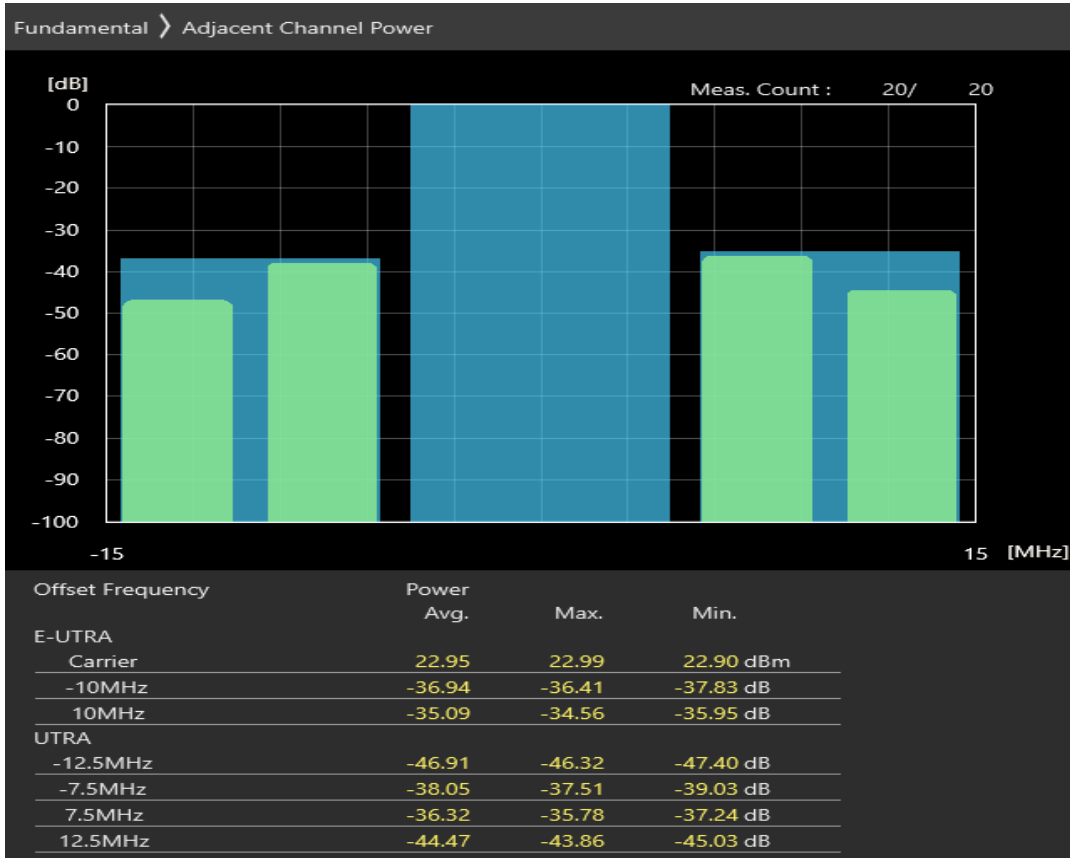 Fundamental ❯ Adjacent Channel Power
[dB]
Meas. Count : 20/ 20
0
-10
-20
-30
-40
-50
-60
-70
-80
-90
-100
-15 15 [MHz]
Offset Frequency Power
Avg. Max. Min.
E-UTRA
Carrier 22.95 22.99 22.90 dBm
-10MHz -36.94 -36.41 -37.83 dB
10MHz -35.09 -34.56 -35.95 dB
UTRA
-12.5MHz -46.91 -46.32 -47.40 dB
-7.5MHz -38.05 -37.51 -39.03 dB
7.5MHz -36.32 -35.78 -37.24 dB
12.5MHz -44.47 -43.86 -45.03 dB